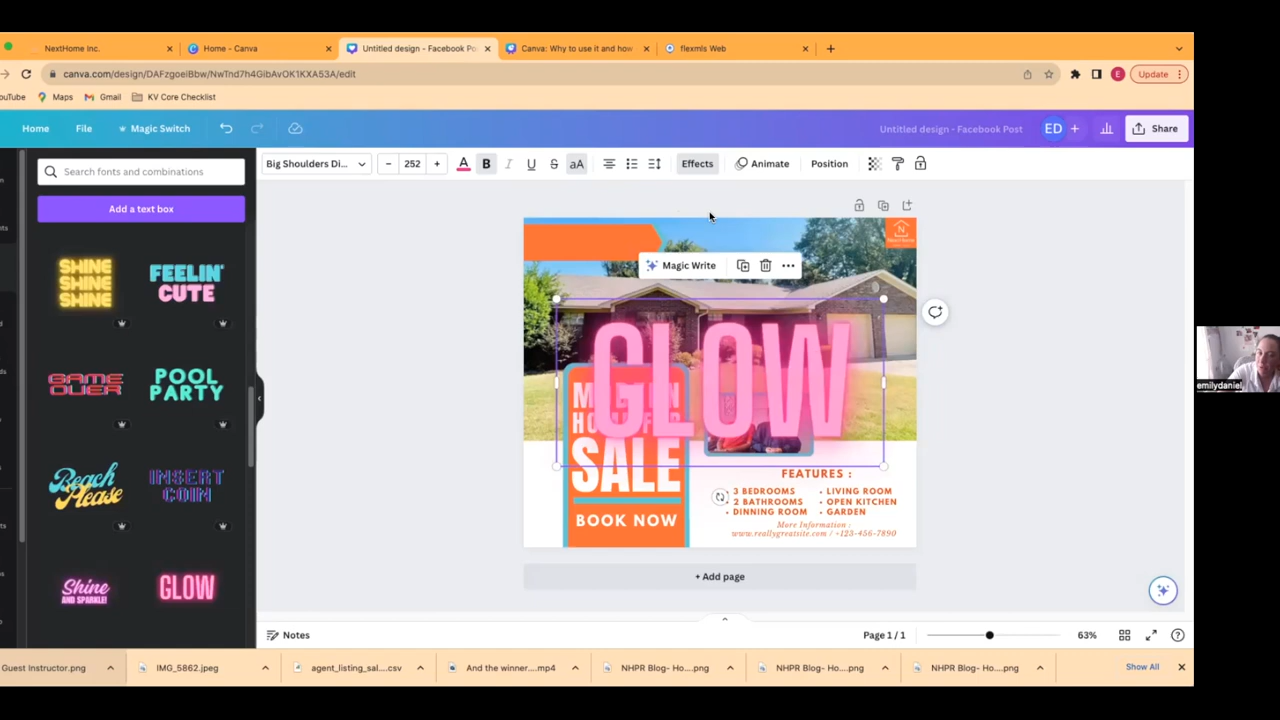 NextHome Inc.
Home - Canva
Untitled design - Facebook Po
Canva: Why to use it and how
flexmls Web
canva.com/design/DAFzgoeiBbw/NwTnd7h4GibAvOK1KXA53A/edit
Update
ouTube
Maps
Gmail
KV Core Checklist
Home
File
Magic Switch
Untitled design - Facebook Post
ED
Share
Search fonts and combinations
Big Shoulders Di...
252
A
B
I
U
S
aA
Effects
Animate
Position
Add a text box
SHINE
SHINE
SHINE
FEELIN'
CUTE
GAME
OVER
POOL
PARTY
Beach
Please
INSERT
COIN
Shine
AND SPARKLE!
GLOW
Magic Write
GLOW
SALE
BOOK NOW
FEATURES :
3 BEDROOMS
2 BATHROOMS
DINNING ROOM
LIVING ROOM
OPEN KITCHEN
GARDEN
More Information :
www.reallygreatsite.com / +123-456-7890
+ Add page
Notes
Page 1 / 1
63%
emilydaniel
Guest Instructor.png
IMG_5862.jpeg
agent_listing_sal....csv
And the winner....mp4
NHPR Blog- Ho....png
NHPR Blog- Ho....png
NHPR Blog- Ho....png
Show All